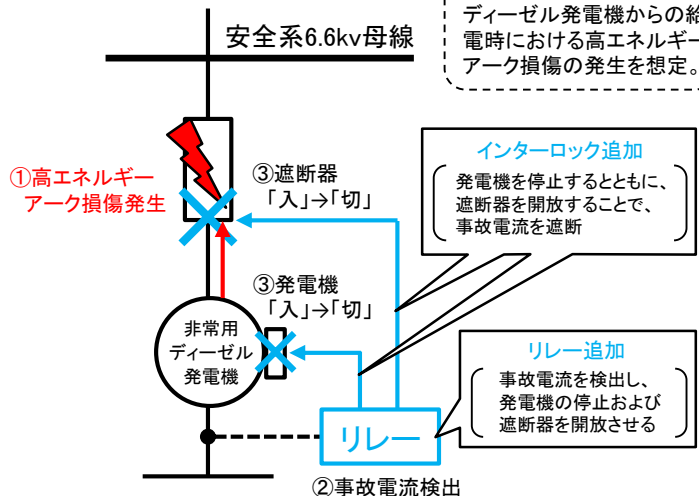 ディーゼル発電機からの給
電時における高エネルギー
アーク損傷の発生を想定。
安全系6.6kv母線
①高エネルギー
アーク損傷発生
③遮断器
「入」→「切」
インターロック追加
発電機を停止するとともに、
遮断器を開放することで、
事故電流を遮断
③発電機
「入」→「切」
非常用
ディーゼル
発電機
リレー追加
事故電流を検出し、
発電機の停止および
遮断器を開放させる
リレー
②事故電流検出